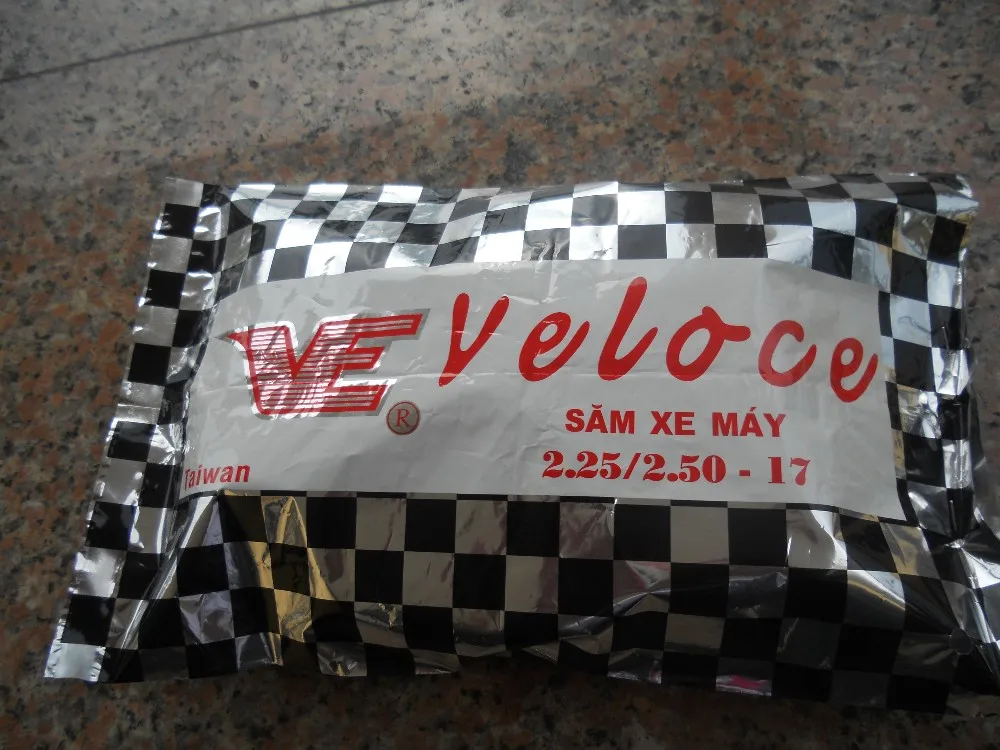 VE Veloce
®
SĂM XE MÁY
2.25/2.50 - 17
Taiwan